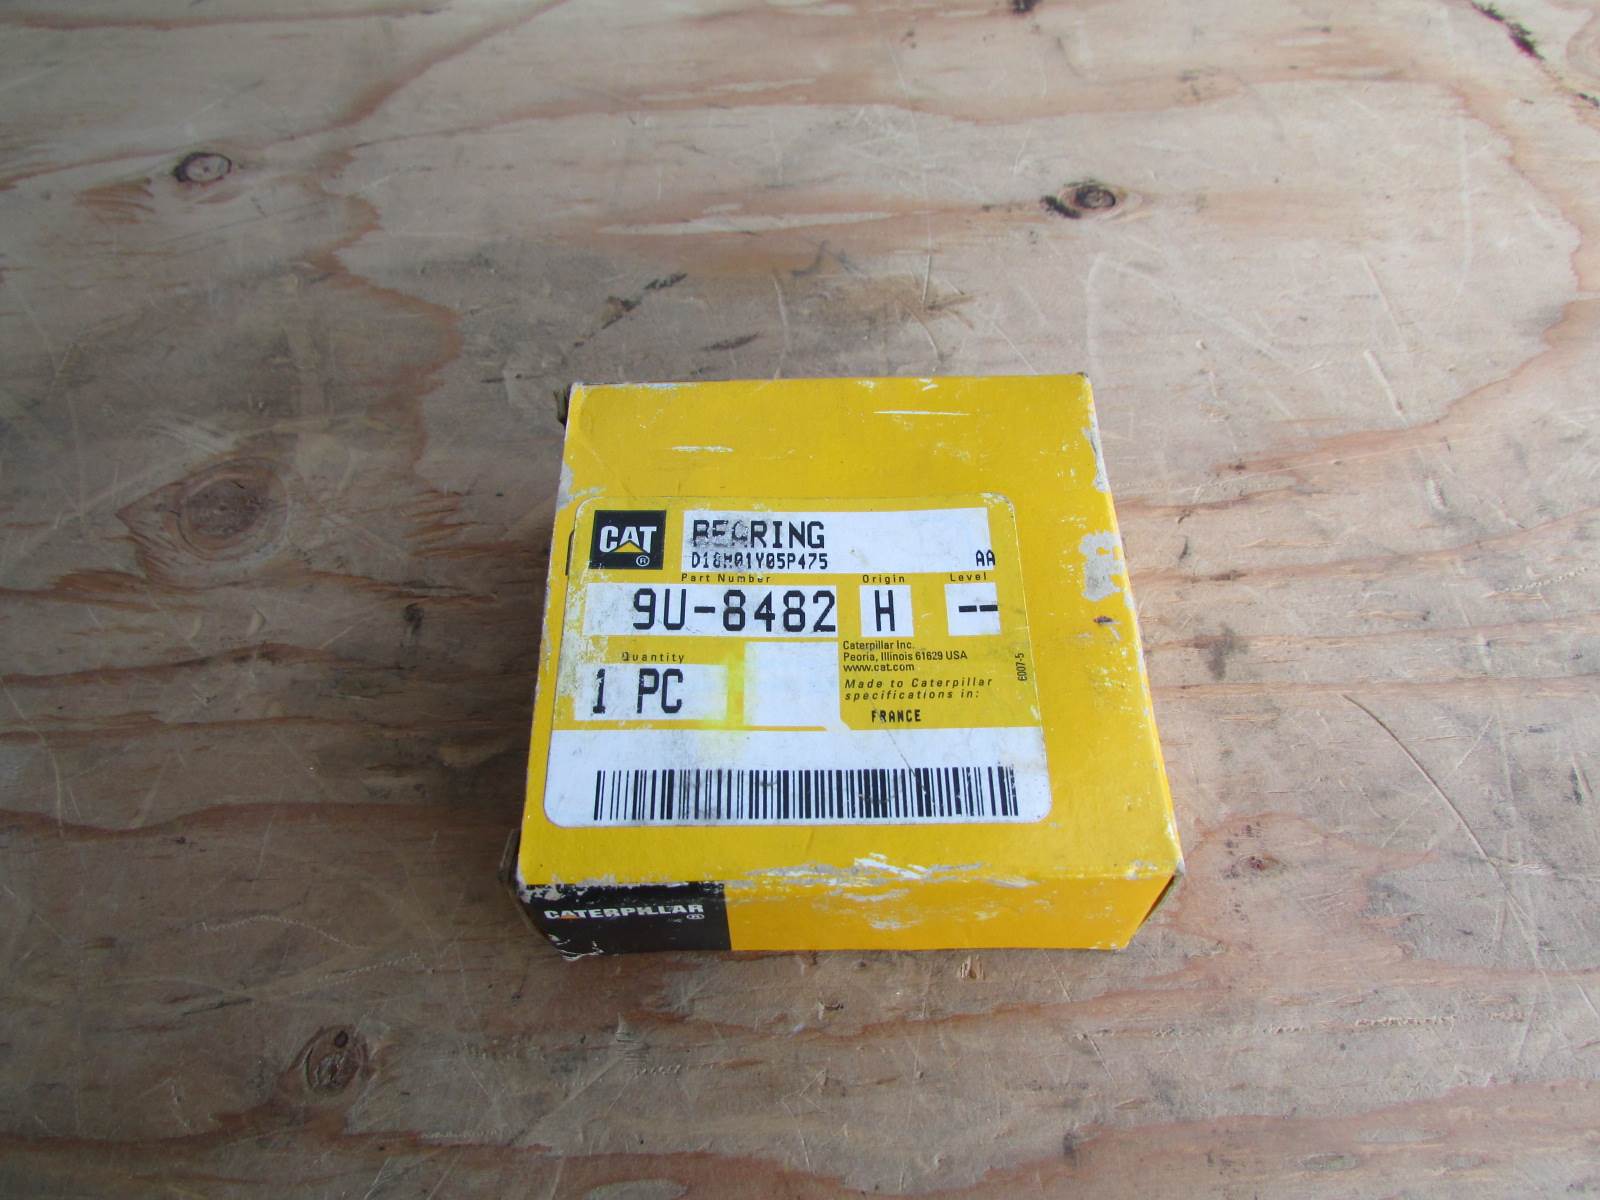 CAT ®
BEARING
D18M01Y05P475 AA
Part Number Origin Level
9U-8482 H --
Quantity
1 PC
Caterpillar Inc.
Peoria, Illinois 61629 USA
www.cat.com
Made to Caterpillar
specifications in:
FRANCE
6007-5
CATERPILLAR ®